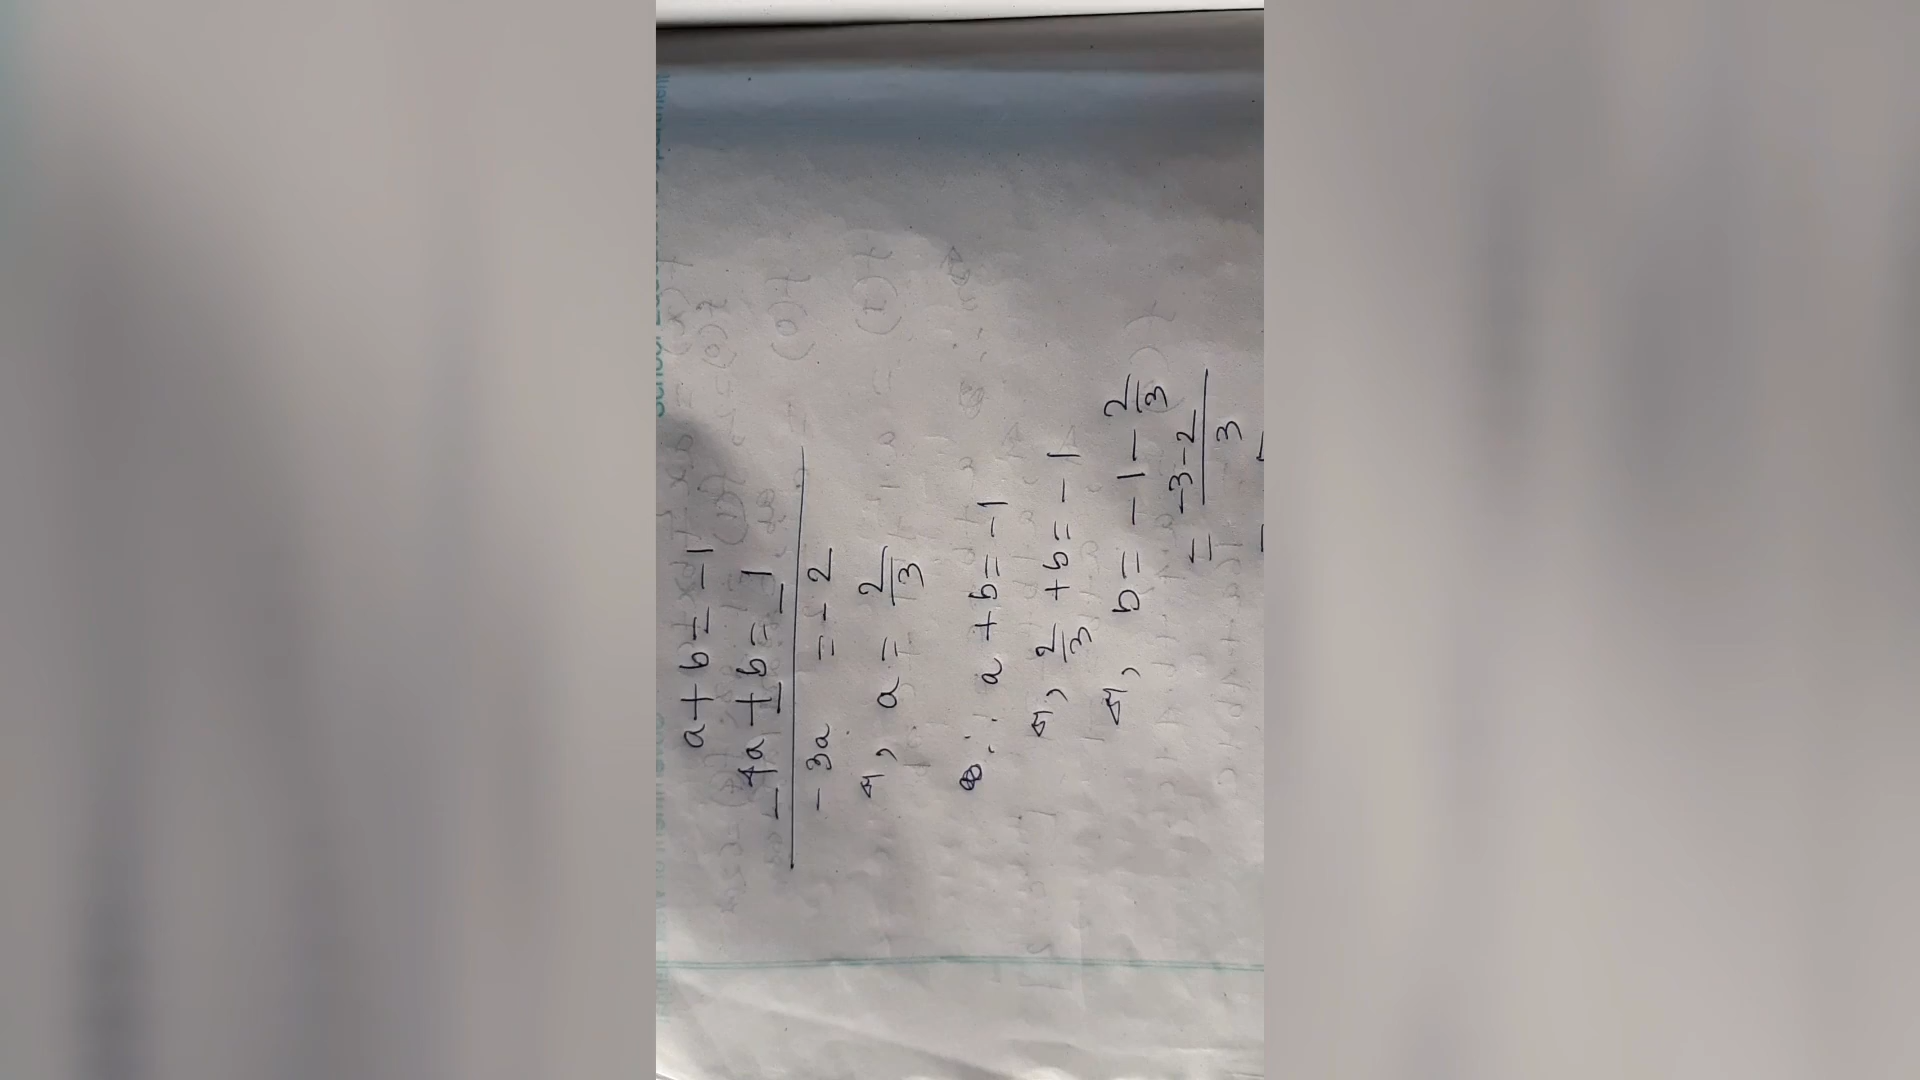 a + b = -1
4a + b = 1
- - -
-3a = -2
বা, a = 2/3
∴ a + b = -1
বা, 2/3 + b = -1
বা, b = -1 - 2/3
= -3-2/3
=